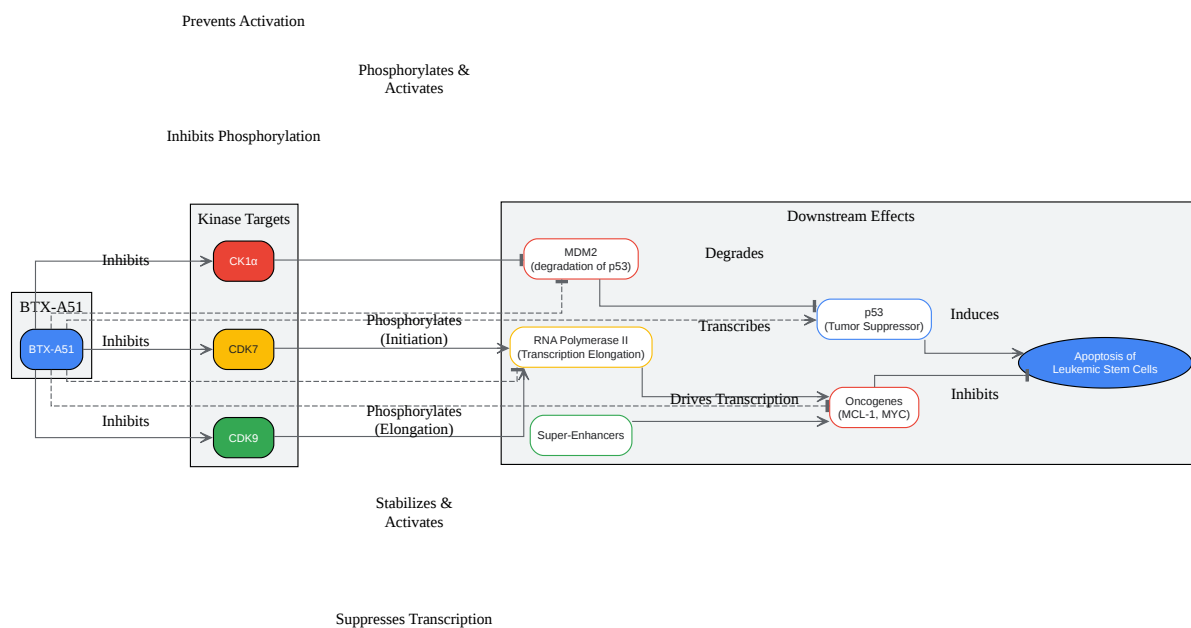 Prevents Activation
Phosphorylates &
Activates
Inhibits Phosphorylation
Kinase Targets
Downstream Effects
CK1α
Inhibits
MDM2
(degradation of p53)
Degrades
BTX-A51
BTX-A51
Inhibits
CDK7
Phosphorylates
(Initiation)
RNA Polymerase II
(Transcription Elongation)
Transcribes
p53
(Tumor Suppressor)
Induces
Apoptosis of
Leukemic Stem Cells
Inhibits
CDK9
Phosphorylates
(Elongation)
Super-Enhancers
Drives Transcription
Oncogenes
(MCL-1, MYC)
Inhibits
Stabilizes &
Activates
Suppresses Transcription